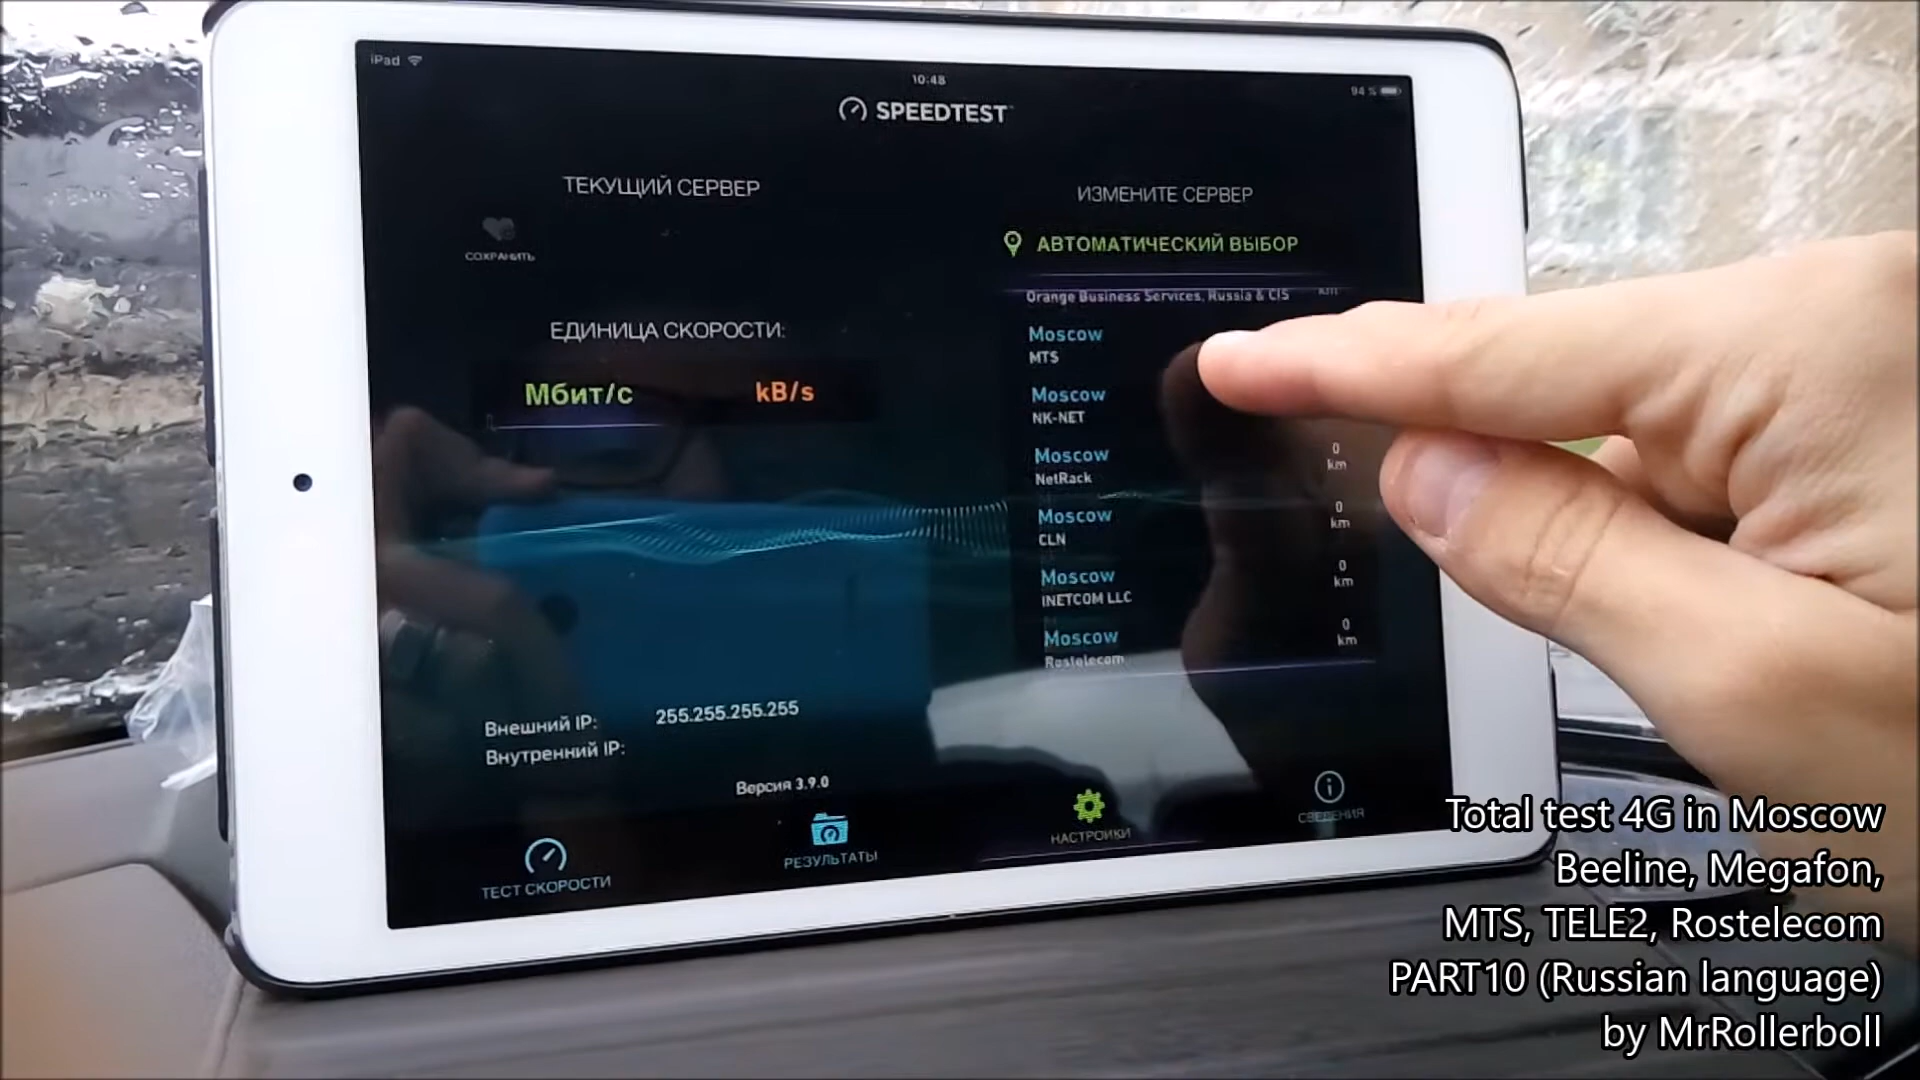 iPad
10:48
94 %
SPEEDTEST
ТЕКУЩИЙ СЕРВЕР
СОХРАНИТЬ
ЕДИНИЦА СКОРОСТИ:
Мбит/с kB/s
ИЗМЕНИТЕ СЕРВЕР
АВТОМАТИЧЕСКИЙ ВЫБОР
Orange Business Services, Russia & CIS km
Moscow
MTS
Moscow
NK-NET
Moscow 0
NetRack km
Moscow 0
CLN km
Moscow 0
INETCOM LLC km
Moscow 0
Rostelecom km
Внешний IP: 255.255.255.255
Внутренний IP:
Версия 3.9.0
ТЕСТ СКОРОСТИ
РЕЗУЛЬТАТЫ
НАСТРОЙКИ
СВЕДЕНИЯ
Total test 4G in Moscow
Beeline, Megafon,
MTS, TELE2, Rostelecom
PART10 (Russian language)
by MrRollerboll